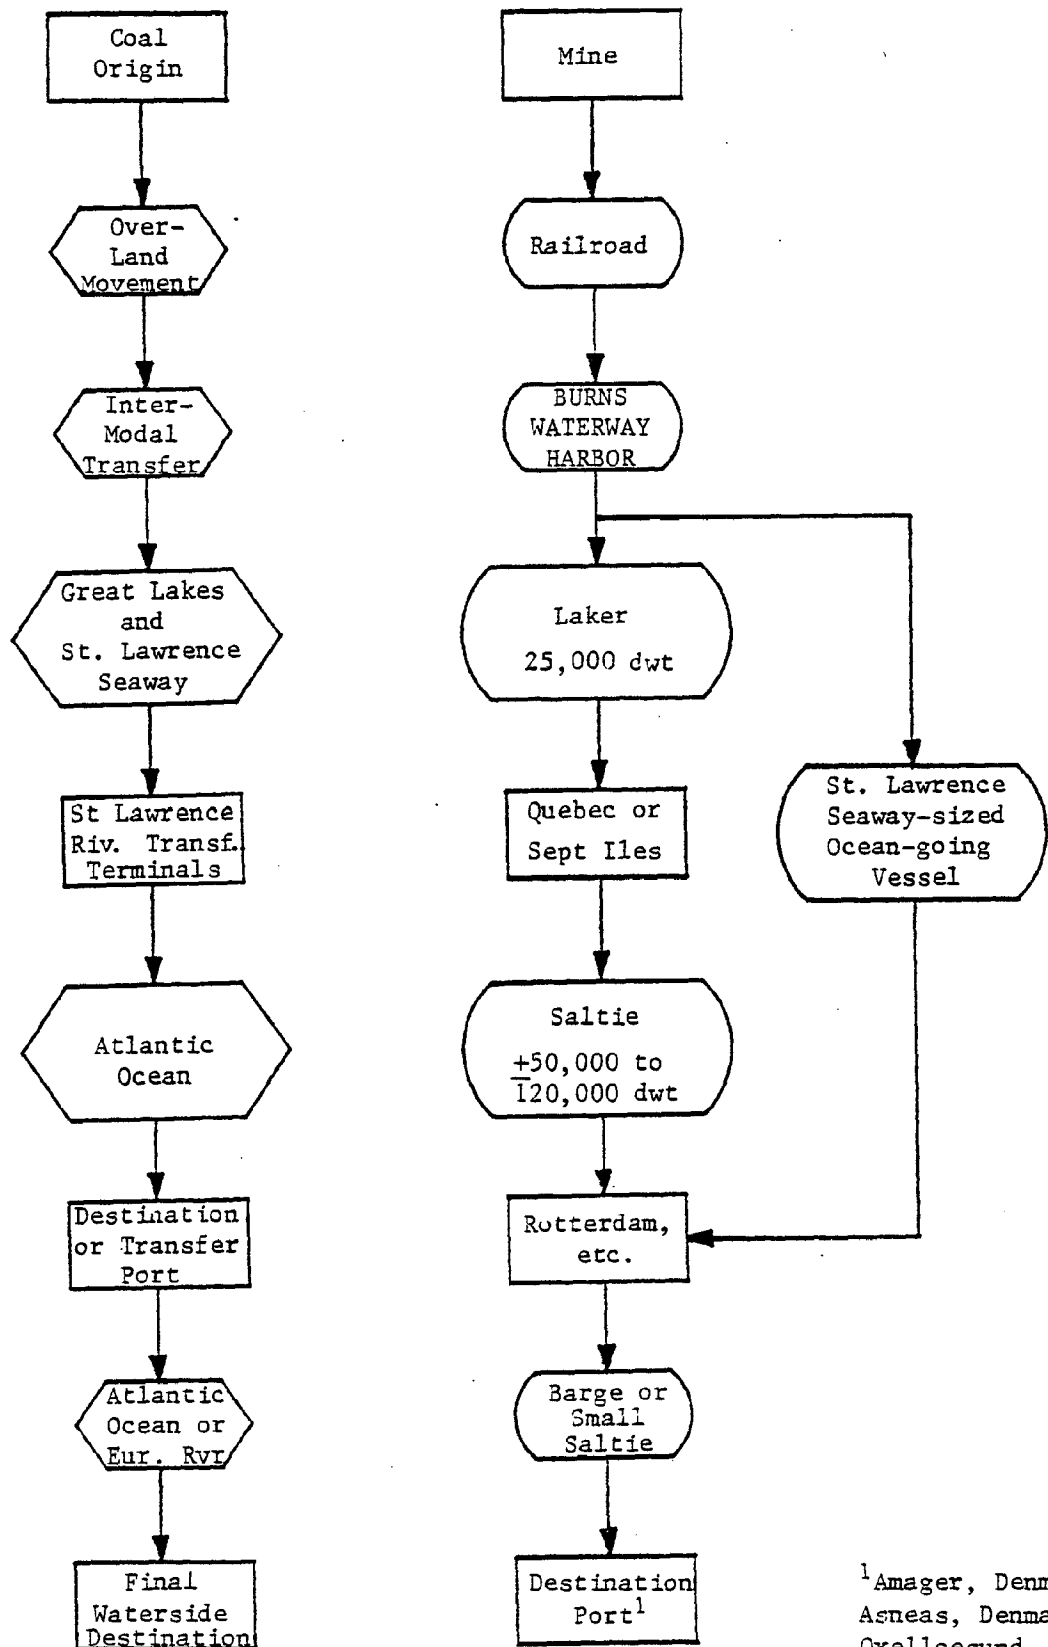 Coal
Origin
Over-
Land
Movement
Inter-
Modal
Transfer
Great Lakes
and
St. Lawrence
Seaway
St Lawrence
Riv. Transf.
Terminals
Atlantic
Ocean
Destination
or Transfer
Port
Atlantic
Ocean or
Eur. Rvr
Final
Waterside
Destination
Mine
Railroad
BURNS
WATERWAY
HARBOR
Laker
25,000 dwt
Quebec or
Sept Iles
Saltie
±50,000 to
120,000 dwt
Rotterdam,
etc.
Barge or
Small
Saltie
Destination
Port¹
St. Lawrence
Seaway-sized
Ocean-going
Vessel
¹Amager, Denm
Asneas, Denma